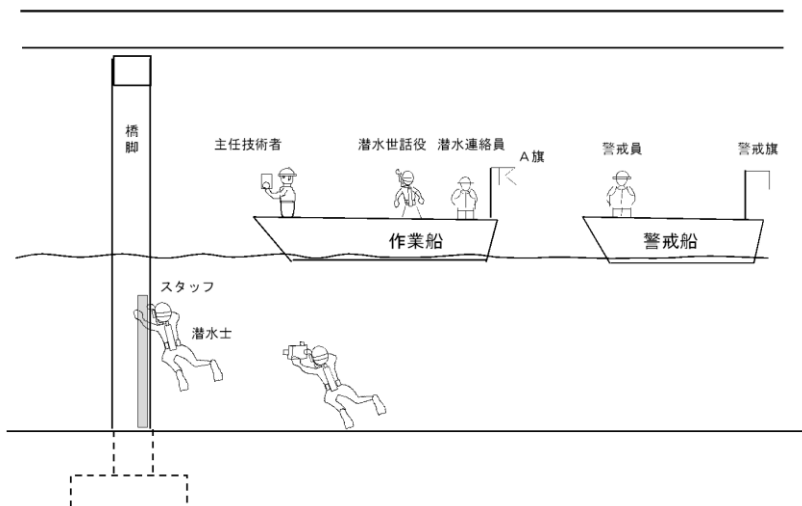 橋脚
主任技術者
潜水世話役
潜水連絡員
A旗
警戒員
警戒旗
作業船
警戒船
スタッフ
潜水士